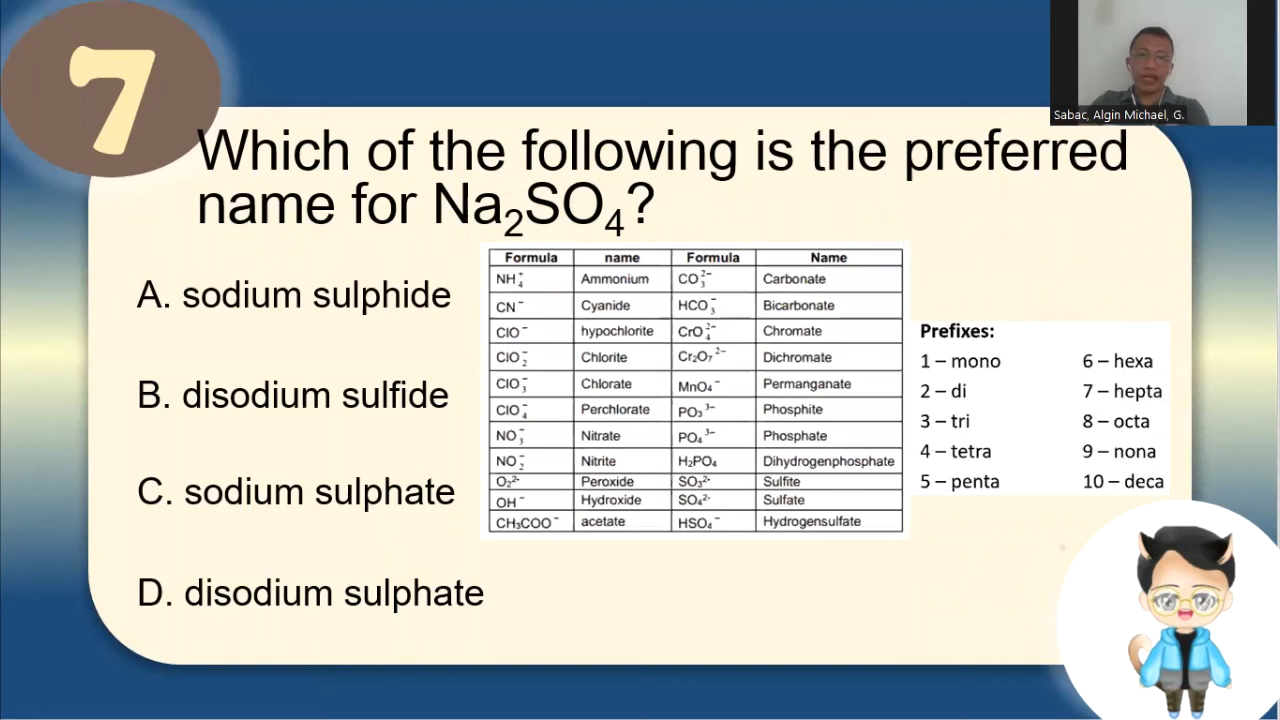 7
Sabac, Algin Michael, G.
Which of the following is the preferred
name for Na₂SO₄?
A. sodium sulphide
B. disodium sulfide
C. sodium sulphate
D. disodium sulphate
Formula name Formula Name
NH₄⁺ Ammonium CO₃²⁻ Carbonate
CN⁻ Cyanide HCO₃⁻ Bicarbonate
ClO⁻ hypochlorite CrO₄²⁻ Chromate
ClO₂⁻ Chlorite Cr₂O₇²⁻ Dichromate
ClO₃⁻ Chlorate MnO₄⁻ Permanganate
ClO₄⁻ Perchlorate PO₃³⁻ Phosphite
NO₃⁻ Nitrate PO₄³⁻ Phosphate
NO₂⁻ Nitrite H₂PO₄ Dihydrogenphosphate
O₂²⁻ Peroxide SO₃²⁻ Sulfite
OH⁻ Hydroxide SO₄²⁻ Sulfate
CH₃COO⁻ acetate HSO₄⁻ Hydrogensulfate
Prefixes:
1 – mono 6 – hexa
2 – di 7 – hepta
3 – tri 8 – octa
4 – tetra 9 – nona
5 – penta 10 – deca